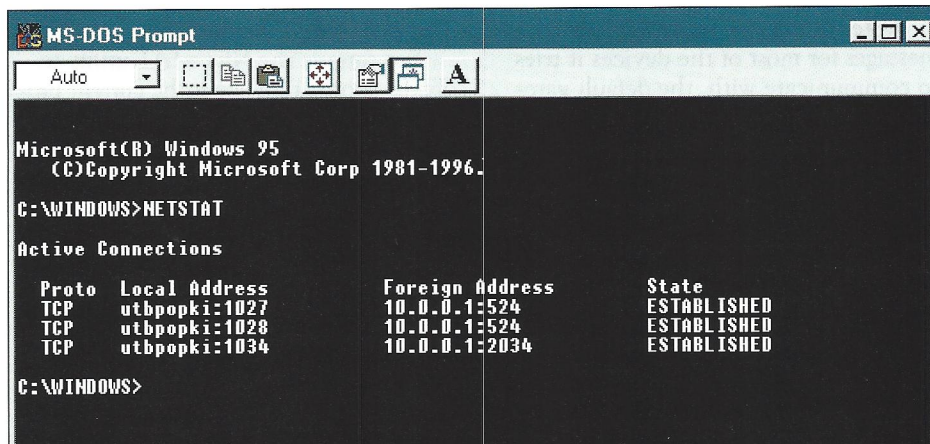 MS-DOS Prompt
Auto
A
Microsoft(R) Windows 95
(C)Copyright Microsoft Corp 1981-1996.
C:\WINDOWS>NETSTAT
Active Connections
Proto Local Address Foreign Address State
TCP utbpopki:1027 10.0.0.1:524 ESTABLISHED
TCP utbpopki:1028 10.0.0.1:524 ESTABLISHED
TCP utbpopki:1034 10.0.0.1:2034 ESTABLISHED
C:\WINDOWS>